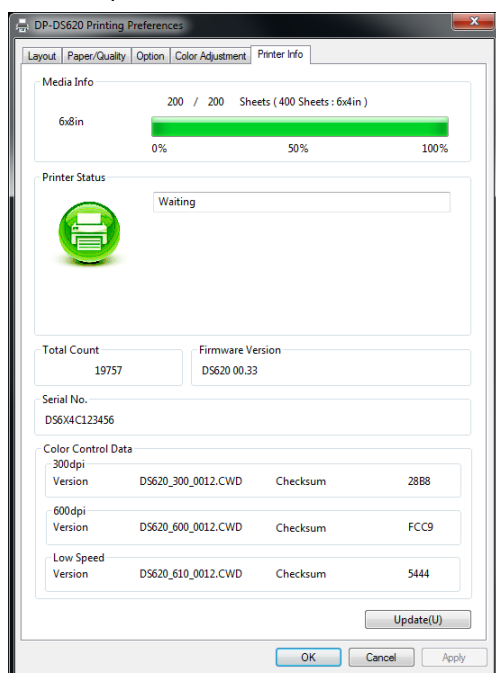 DP-DS620 Printing Preferences
Layout Paper/Quality Option Color Adjustment Printer Info
Media Info
200 / 200 Sheets ( 400 Sheets : 6x4in )
6x8in
0% 50% 100%
Printer Status
Waiting
Total Count Firmware Version
19757 DS620 00.33
Serial No.
DS6X4C123456
Color Control Data
300dpi
Version DS620_300_0012.CWD Checksum 28B8
600dpi
Version DS620_600_0012.CWD Checksum FCC9
Low Speed
Version DS620_610_0012.CWD Checksum 5444
Update(U)
OK Cancel Apply